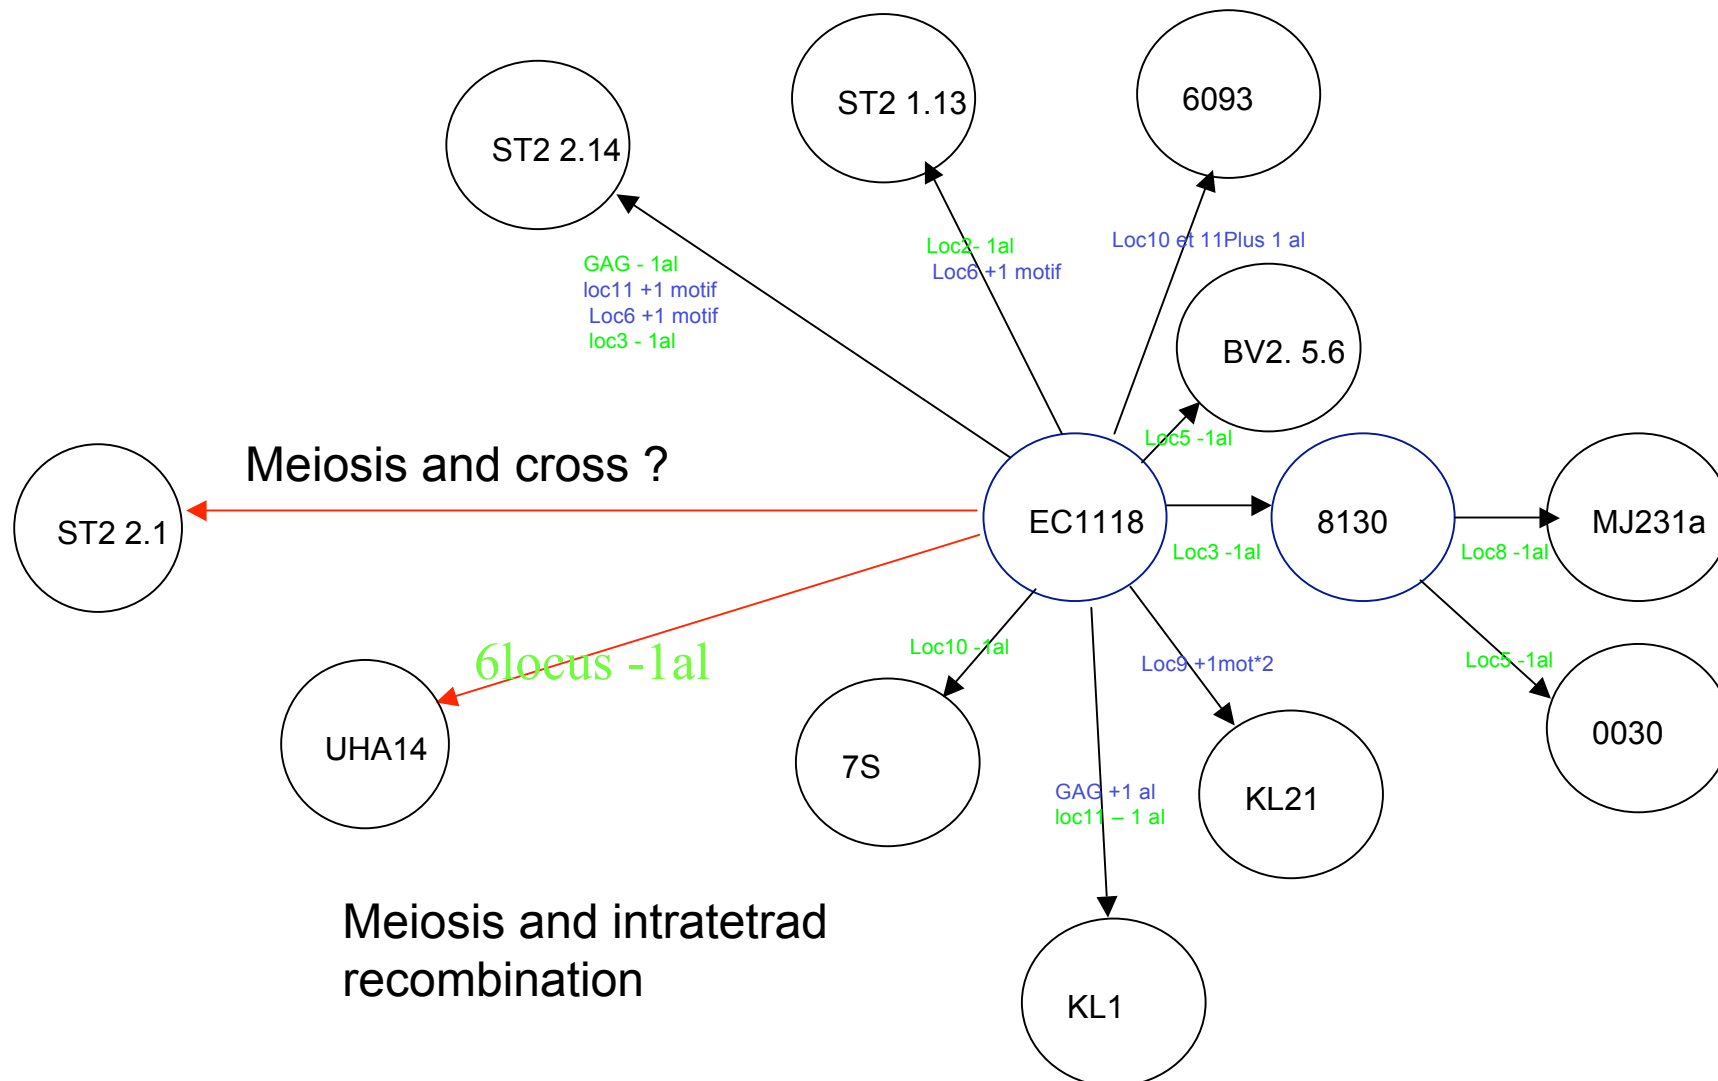 6093
ST2 1.13
ST2 2.14
Loc10 et 11Plus 1 al
Loc2- 1al
Loc6 +1 motif
GAG - 1al
loc11 +1 motif
Loc6 +1 motif
loc3 - 1al
BV2. 5.6
Loc5 -1al
Meiosis and cross ?
ST2 2.1
EC1118
8130
MJ231a
Loc3 -1al
Loc8 -1al
6locus -1al
Loc10 -1al
Loc9 +1mot*2
Loc5 -1al
UHA14
7S
KL21
0030
GAG +1 al
loc11 – 1 al
Meiosis and intratetrad
recombination
KL1